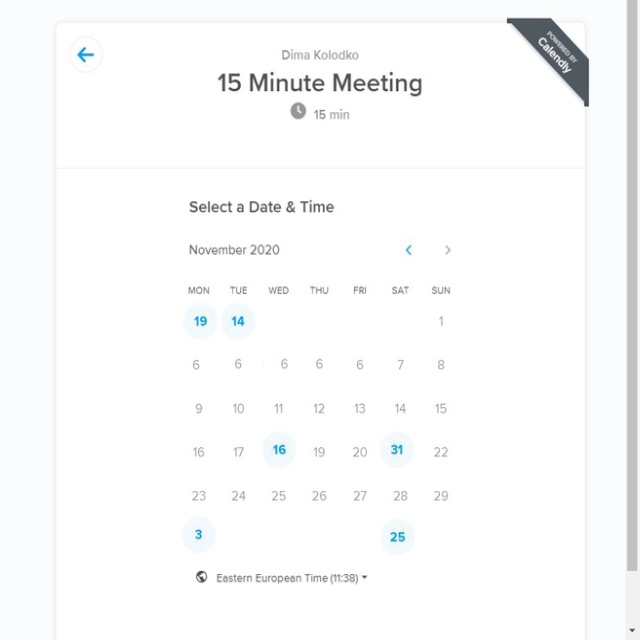 POWERED BY
Calendly
Dima Kolodko
15 Minute Meeting
15 min
Select a Date & Time
November 2020
MON TUE WED THU FRI SAT SUN
19 14 1
6 6 6 6 6 7 8
9 10 11 12 13 14 15
16 17 16 19 20 31 22
23 24 25 26 27 28 29
3 25
Eastern European Time (11:38)